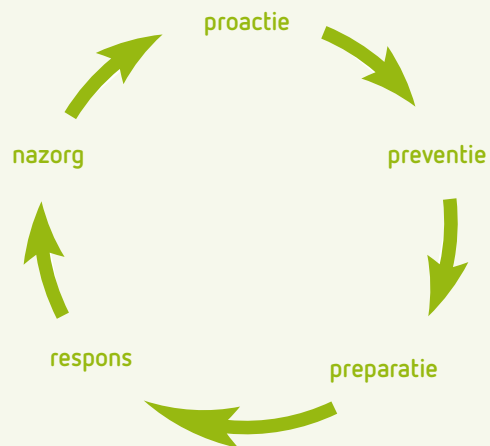 proactie
preventie
preparatie
respons
nazorg